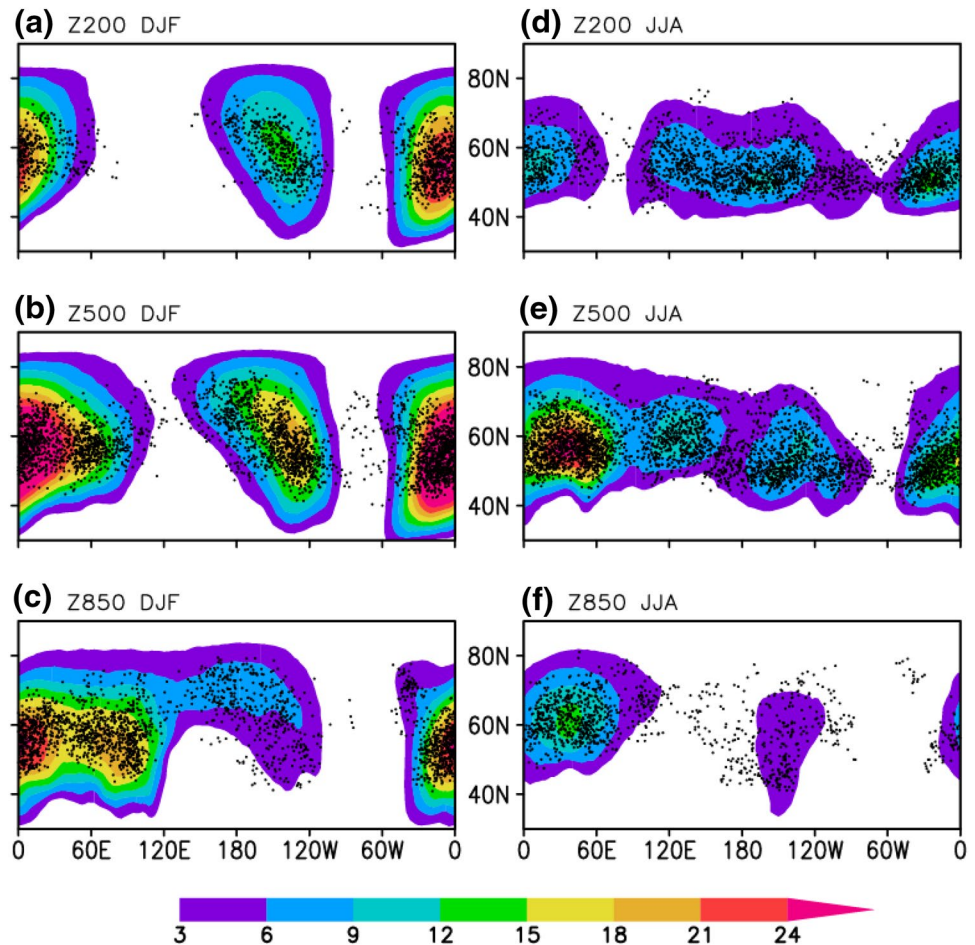 (a) Z200 DJF
(d) Z200 JJA
80N
60N
40N
(b) Z500 DJF
(e) Z500 JJA
80N
60N
40N
(c) Z850 DJF
(f) Z850 JJA
80N
60N
40N
0 60E 120E 180 120W 60W 0
0 60E 120E 180 120W 60W 0
3 6 9 12 15 18 21 24